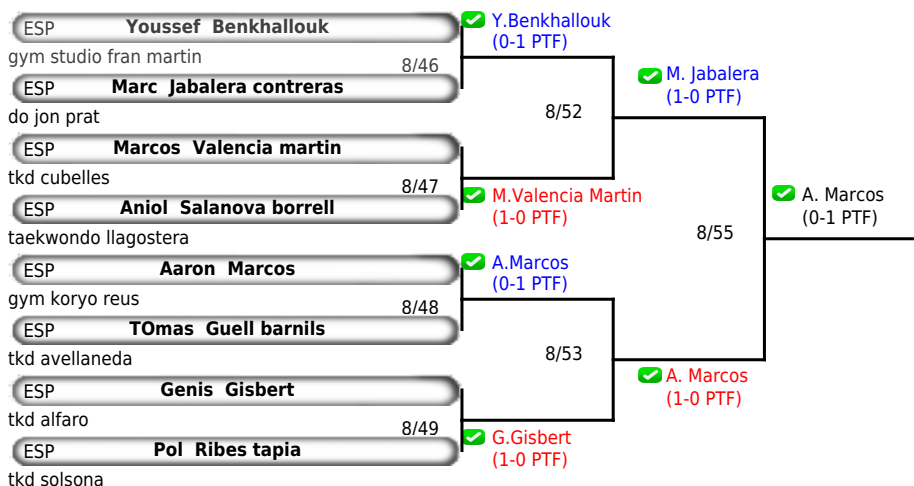 ESP Youssef Benkhallouk
gym studio fran martin
8/46
ESP Marc Jabalera contreras
do jon prat
ESP Marcos Valencia martin
tkd cubelles
8/47
ESP Aniol Salanova borrell
taekwondo llagostera
ESP Aaron Marcos
gym koryo reus
8/48
ESP TOmas Guell barnils
tkd avellaneda
ESP Genis Gisbert
tkd alfaro
8/49
ESP Pol Ribes tapia
tkd solsona
Y.Benkhallouk
(0-1 PTF)
8/52
M.Valencia Martin
(1-0 PTF)
A.Marcos
(0-1 PTF)
8/53
G.Gisbert
(1-0 PTF)
M. Jabalera
(1-0 PTF)
8/55
A. Marcos
(1-0 PTF)
A. Marcos
(0-1 PTF)